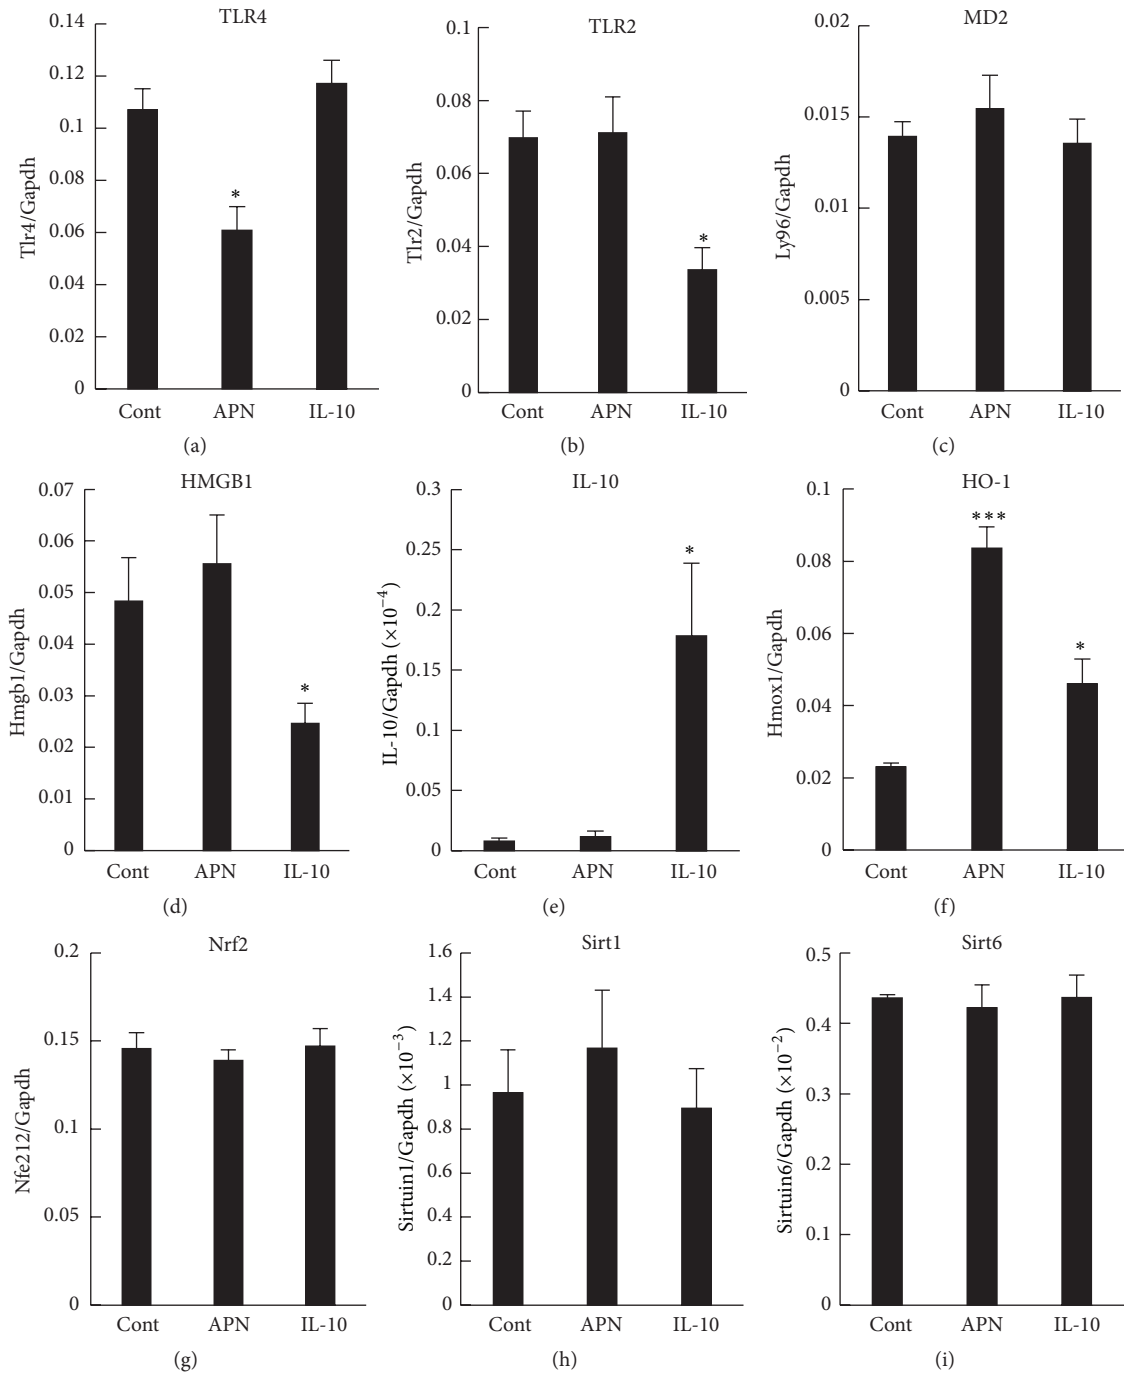 TLR4
0.14
0.12
0.1
0.08
0.06
0.04
0.02
0
Tlr4/Gapdh
*
Cont APN IL-10
(a)
TLR2
0.1
0.08
0.06
0.04
0.02
0
Tlr2/Gapdh
*
Cont APN IL-10
(b)
MD2
0.02
0.015
0.01
0.005
0
Ly96/Gapdh
Cont APN IL-10
(c)
HMGB1
0.07
0.06
0.05
0.04
0.03
0.02
0.01
0
Hmgb1/Gapdh
*
Cont APN IL-10
(d)
IL-10
0.3
0.25
0.2
0.15
0.1
0.05
0
IL-10/Gapdh (×10⁻⁴)
*
Cont APN IL-10
(e)
HO-1
0.1
0.08
0.06
0.04
0.02
0
Hmox1/Gapdh
***
*
Cont APN IL-10
(f)
Nrf2
0.2
0.15
0.1
0.05
0
Nfe212/Gapdh
Cont APN IL-10
(g)
Sirt1
1.6
1.4
1.2
1
0.8
0.6
0.4
0.2
0
Sirtuin1/Gapdh (×10⁻³)
Cont APN IL-10
(h)
Sirt6
0.5
0.4
0.3
0.2
0.1
0
Sirtuin6/Gapdh (×10⁻²)
Cont APN IL-10
(i)